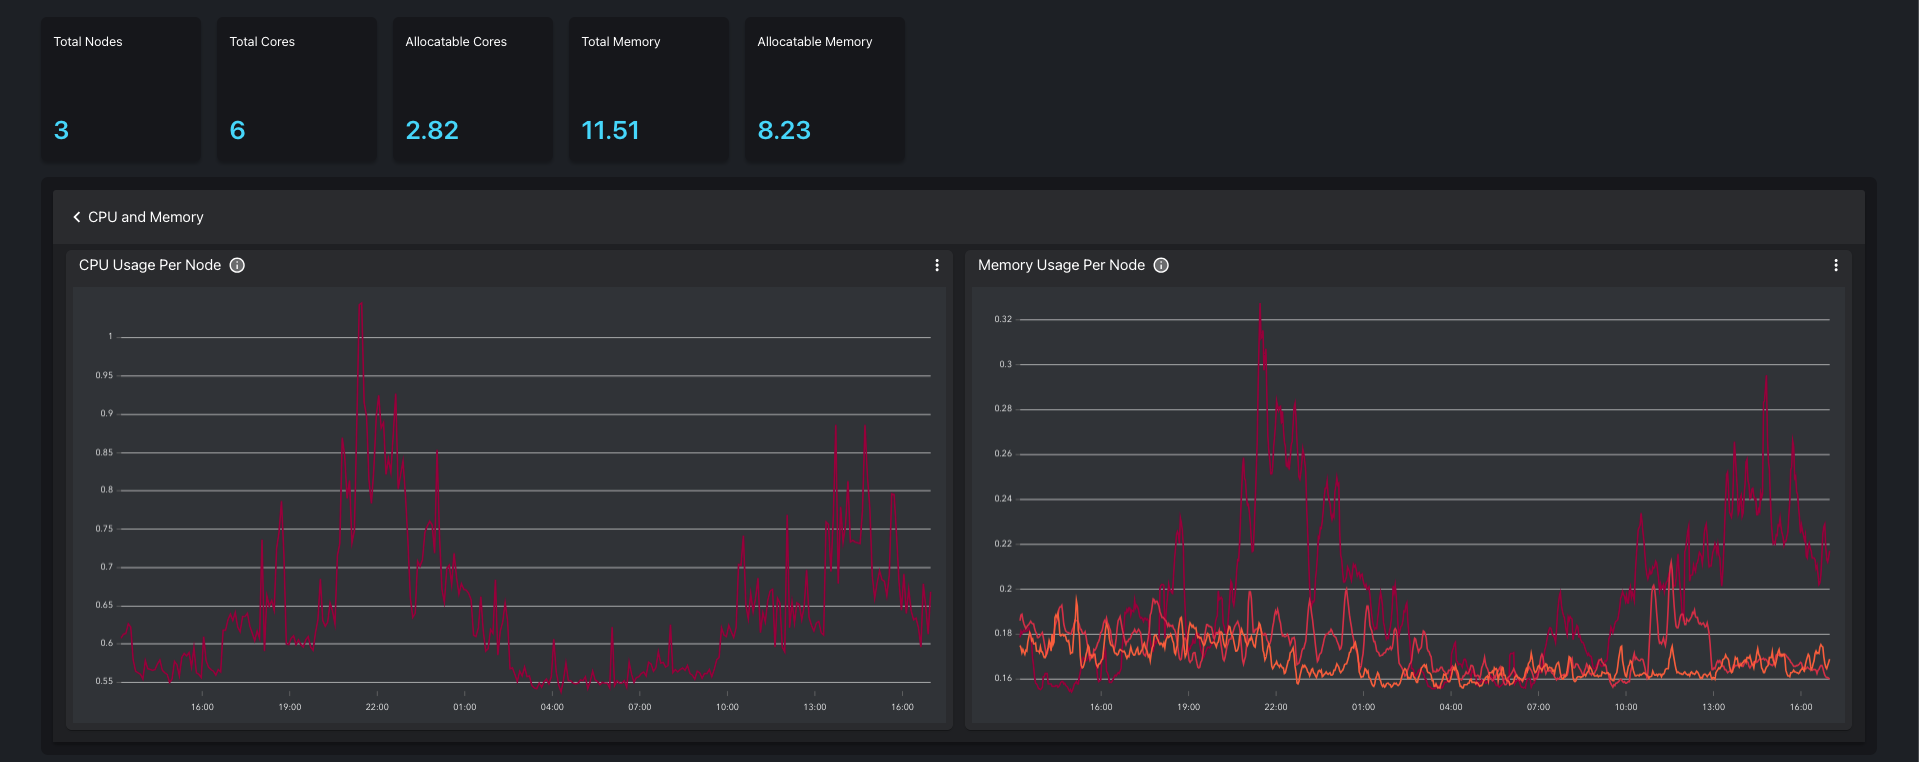 Total Nodes
Total Cores
Allocatable Cores
Total Memory
Allocatable Memory
3
6
2.82
11.51
8.23
CPU and Memory
CPU Usage Per Node
1
0.95
0.9
0.85
0.8
0.75
0.7
0.65
0.6
0.55
16:00 19:00 22:00 01:00 04:00 07:00 10:00 13:00 16:00
Memory Usage Per Node
0.32
0.3
0.28
0.26
0.24
0.22
0.2
0.18
0.16
16:00 19:00 22:00 01:00 04:00 07:00 10:00 13:00 16:00